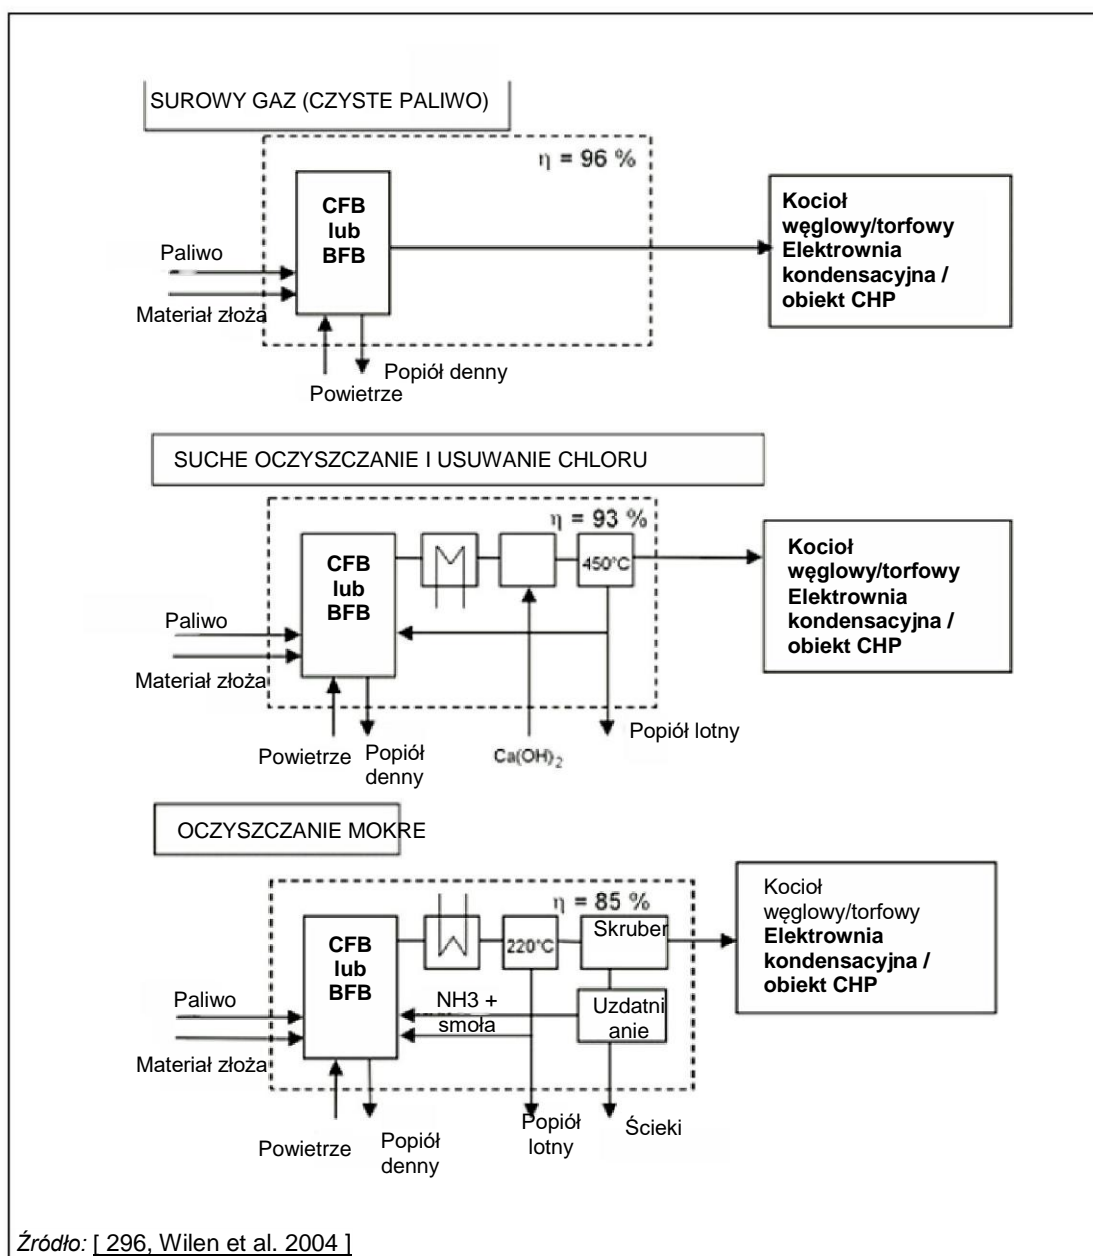 SUROWY GAZ (CZYSTE PALIWO)
η = 96 %
CFB
lub
BFB
Kocioł
węglowy/torfowy
Elektrownia
kondensacyjna /
obiekt CHP
Paliwo
Materiał złoża
Popiół denny
Powietrze
SUCHE OCZYSZCZANIE I USUWANIE CHLORU
η = 93 %
CFB
lub
BFB
450°C
Kocioł
węglowy/torfowy
Elektrownia
kondensacyjna /
obiekt CHP
Paliwo
Materiał złoża
Powietrze
Popiół
denny
Ca(OH)2
Popiół lotny
OCZYSZCZANIE MOKRE
η = 85 %
CFB
lub
BFB
220°C
Skruber
Kocioł
węglowy/torfowy
Elektrownia
kondensacyjna /
obiekt CHP
Paliwo
NH3 +
smoła
Uzdatni
anie
Materiał złoża
Powietrze
Popiół
denny
Popiół
lotny
Ścieki
Źródło: [ 296, Wilen et al. 2004 ]